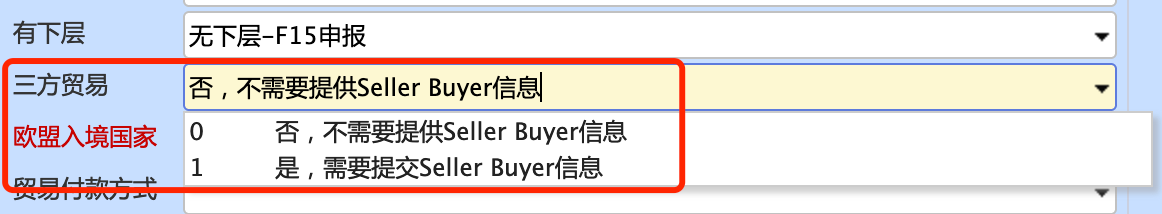 有下层 无下层-F15申报
三方贸易 否，不需要提供Seller Buyer信息
欧盟入境国家 0 否，不需要提供Seller Buyer信息
1 是，需要提交Seller Buyer信息
贸易付款方式